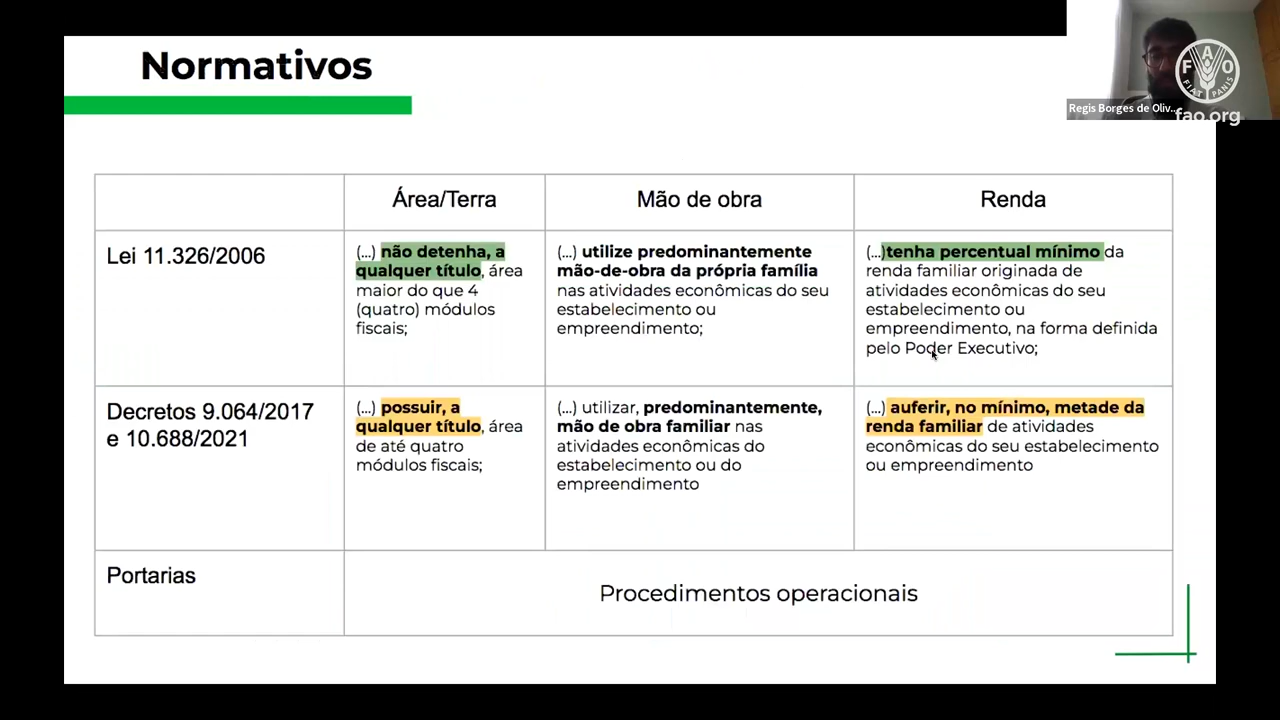 Normativos
F A O
FIAT PANIS
Regis Borges de Oliv...
fao.org
Área/Terra
Mão de obra
Renda
Lei 11.326/2006
(...) não detenha, a
qualquer título, área
maior do que 4
(quatro) módulos
fiscais;
(...) utilize predominantemente
mão-de-obra da própria família
nas atividades econômicas do seu
estabelecimento ou
empreendimento;
(...)tenha percentual mínimo da
renda familiar originada de
atividades econômicas do seu
estabelecimento ou
empreendimento, na forma definida
pelo Poder Executivo;
Decretos 9.064/2017
e 10.688/2021
(...) possuir, a
qualquer título, área
de até quatro
módulos fiscais;
(...) utilizar, predominantemente,
mão de obra familiar nas
atividades econômicas do
estabelecimento ou do
empreendimento
(...) auferir, no mínimo, metade da
renda familiar de atividades
econômicas do seu estabelecimento
ou empreendimento
Portarias
Procedimentos operacionais